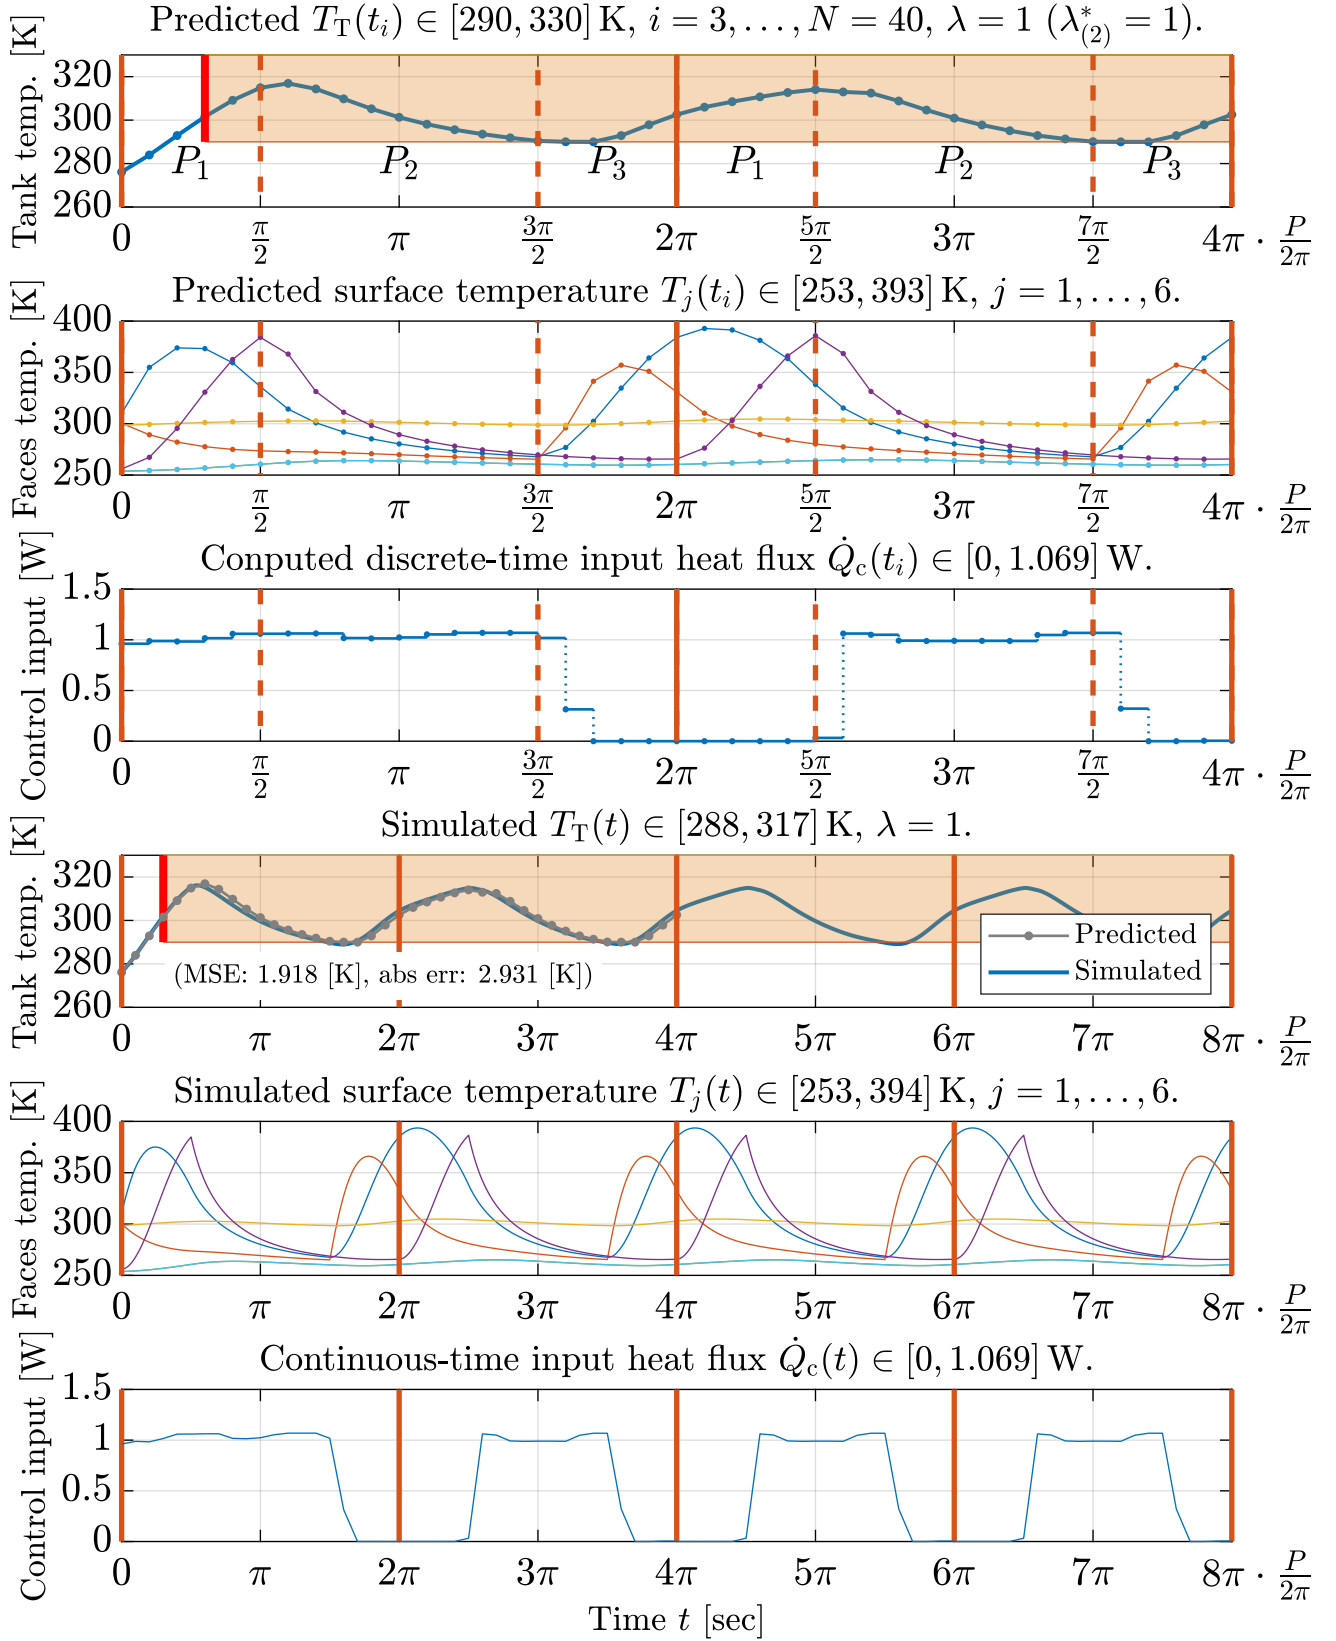 Predicted T_T(t_i) ∈ [290, 330] K, i = 3, . . . , N = 40, λ = 1 (λ*_(2) = 1).
Tank temp. [K]
320
300
280
260
P_1
P_2
P_3
P_1
P_2
P_3
0 π/2 π 3π/2 2π 5π/2 3π 7π/2 4π · P/2π
Predicted surface temperature T_j(t_i) ∈ [253, 393] K, j = 1, . . . , 6.
Faces temp. [K]
400
350
300
250
0 π/2 π 3π/2 2π 5π/2 3π 7π/2 4π · P/2π
Conputed discrete-time input heat flux Q̇_c(t_i) ∈ [0, 1.069] W.
Control input [W]
1.5
1
0.5
0
0 π/2 π 3π/2 2π 5π/2 3π 7π/2 4π · P/2π
Simulated T_T(t) ∈ [288, 317] K, λ = 1.
Tank temp. [K]
320
300
280
260
Predicted
Simulated
(MSE: 1.918 [K], abs err: 2.931 [K])
0 π 2π 3π 4π 5π 6π 7π 8π · P/2π
Simulated surface temperature T_j(t) ∈ [253, 394] K, j = 1, . . . , 6.
Faces temp. [K]
400
350
300
250
0 π 2π 3π 4π 5π 6π 7π 8π · P/2π
Continuous-time input heat flux Q̇_c(t) ∈ [0, 1.069] W.
Control input [W]
1.5
1
0.5
0
0 π 2π 3π 4π 5π 6π 7π 8π · P/2π
Time t [sec]